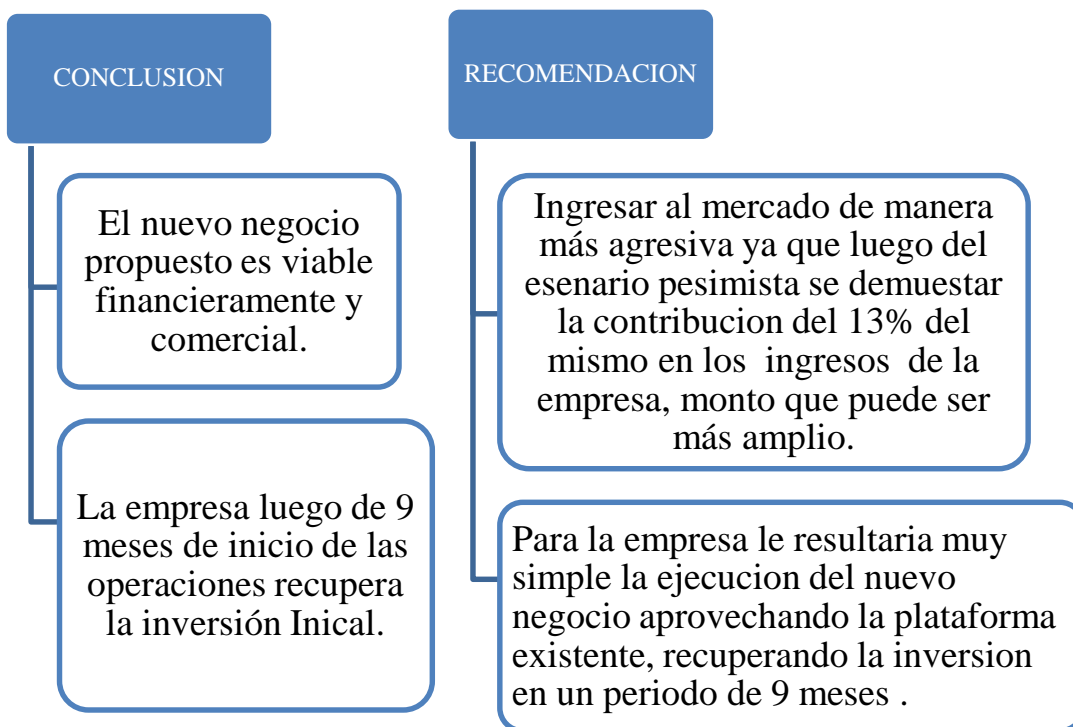 CONCLUSION
El nuevo negocio
propuesto es viable
financieramente y
comercial.
La empresa luego de 9
meses de inicio de las
operaciones recupera
la inversión Inical.
RECOMENDACION
Ingresar al mercado de manera
más agresiva ya que luego del
esenario pesimista se demuestar
la contribucion del 13% del
mismo en los ingresos de la
empresa, monto que puede ser
más amplio.
Para la empresa le resultaria muy
simple la ejecucion del nuevo
negocio aprovechando la plataforma
existente, recuperando la inversion
en un periodo de 9 meses .